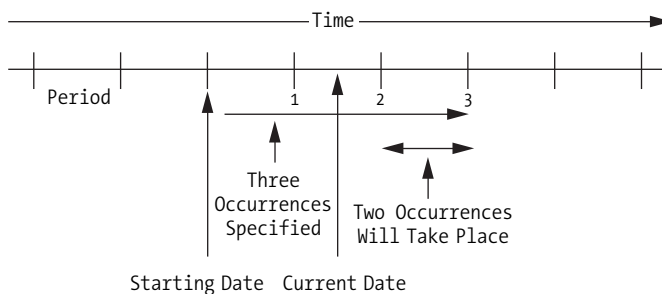 Time
Period
1 2 3
Three
Occurrences
Specified
Two Occurrences
Will Take Place
Starting Date Current Date